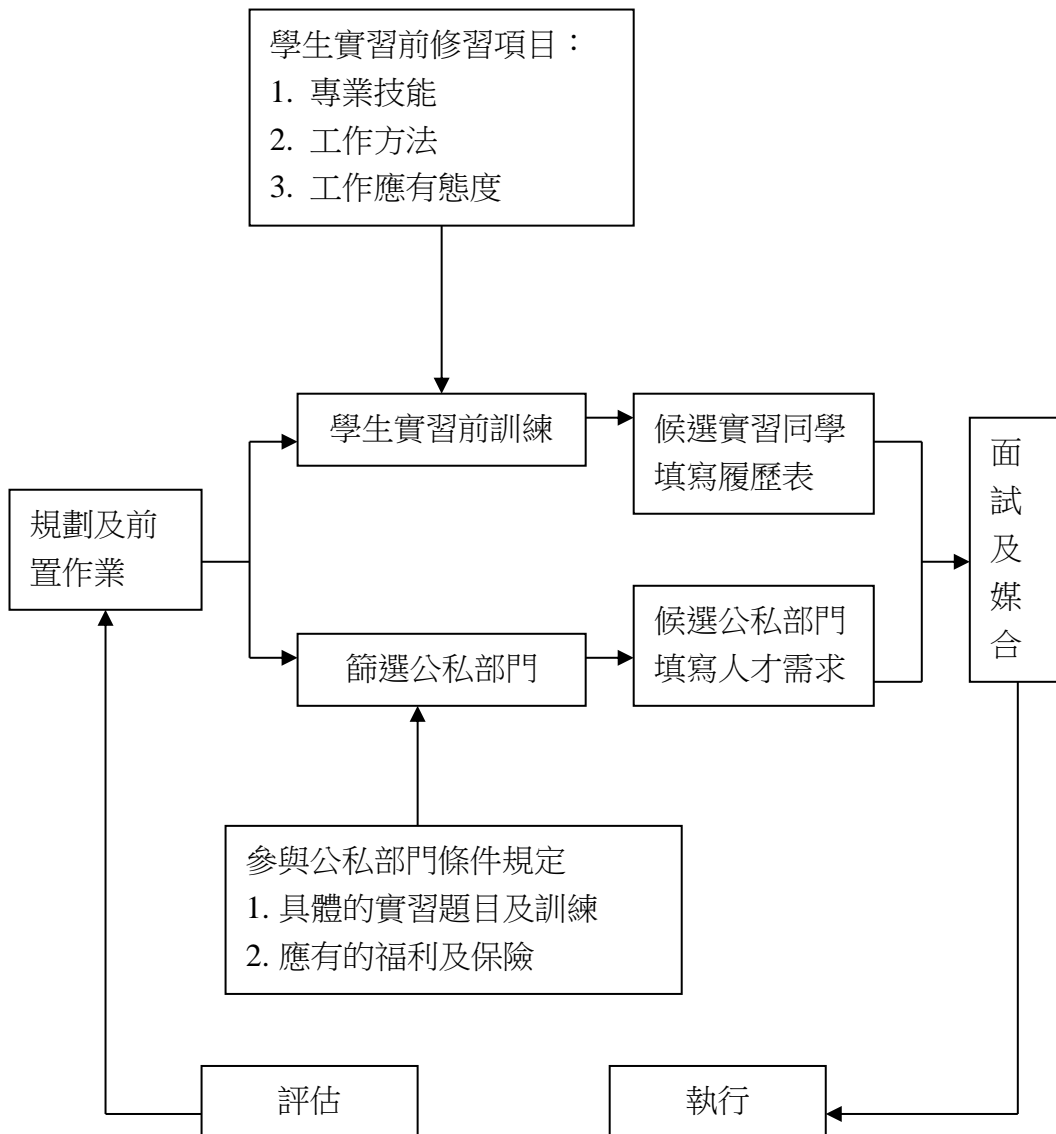 學生實習前修習項目：
1. 專業技能
2. 工作方法
3. 工作應有態度
學生實習前訓練
候選實習同學
填寫履歷表
面
試
及
媒
合
規劃及前
置作業
篩選公私部門
候選公私部門
填寫人才需求
參與公私部門條件規定
1. 具體的實習題目及訓練
2. 應有的福利及保險
評估
執行